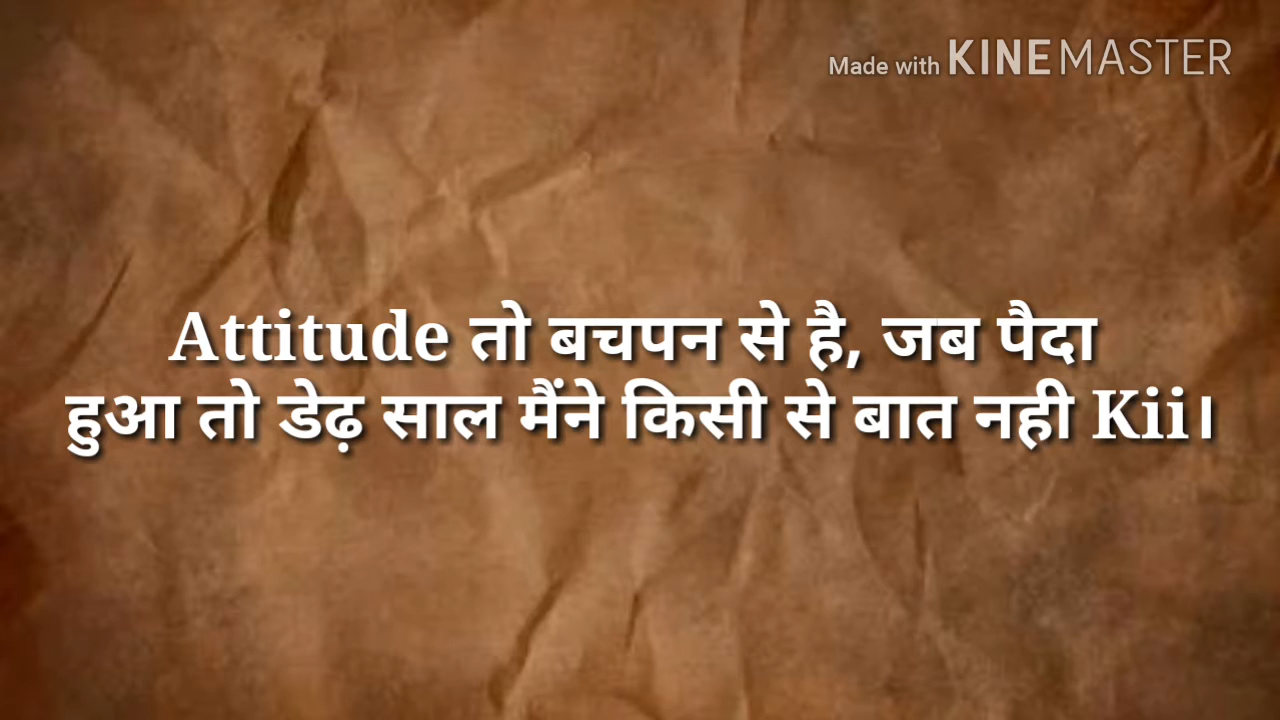 Made with KINEMASTER
Attitude तो बचपन से है, जब पैदा
हुआ तो डेढ़ साल मैंने किसी से बात नही Kii।